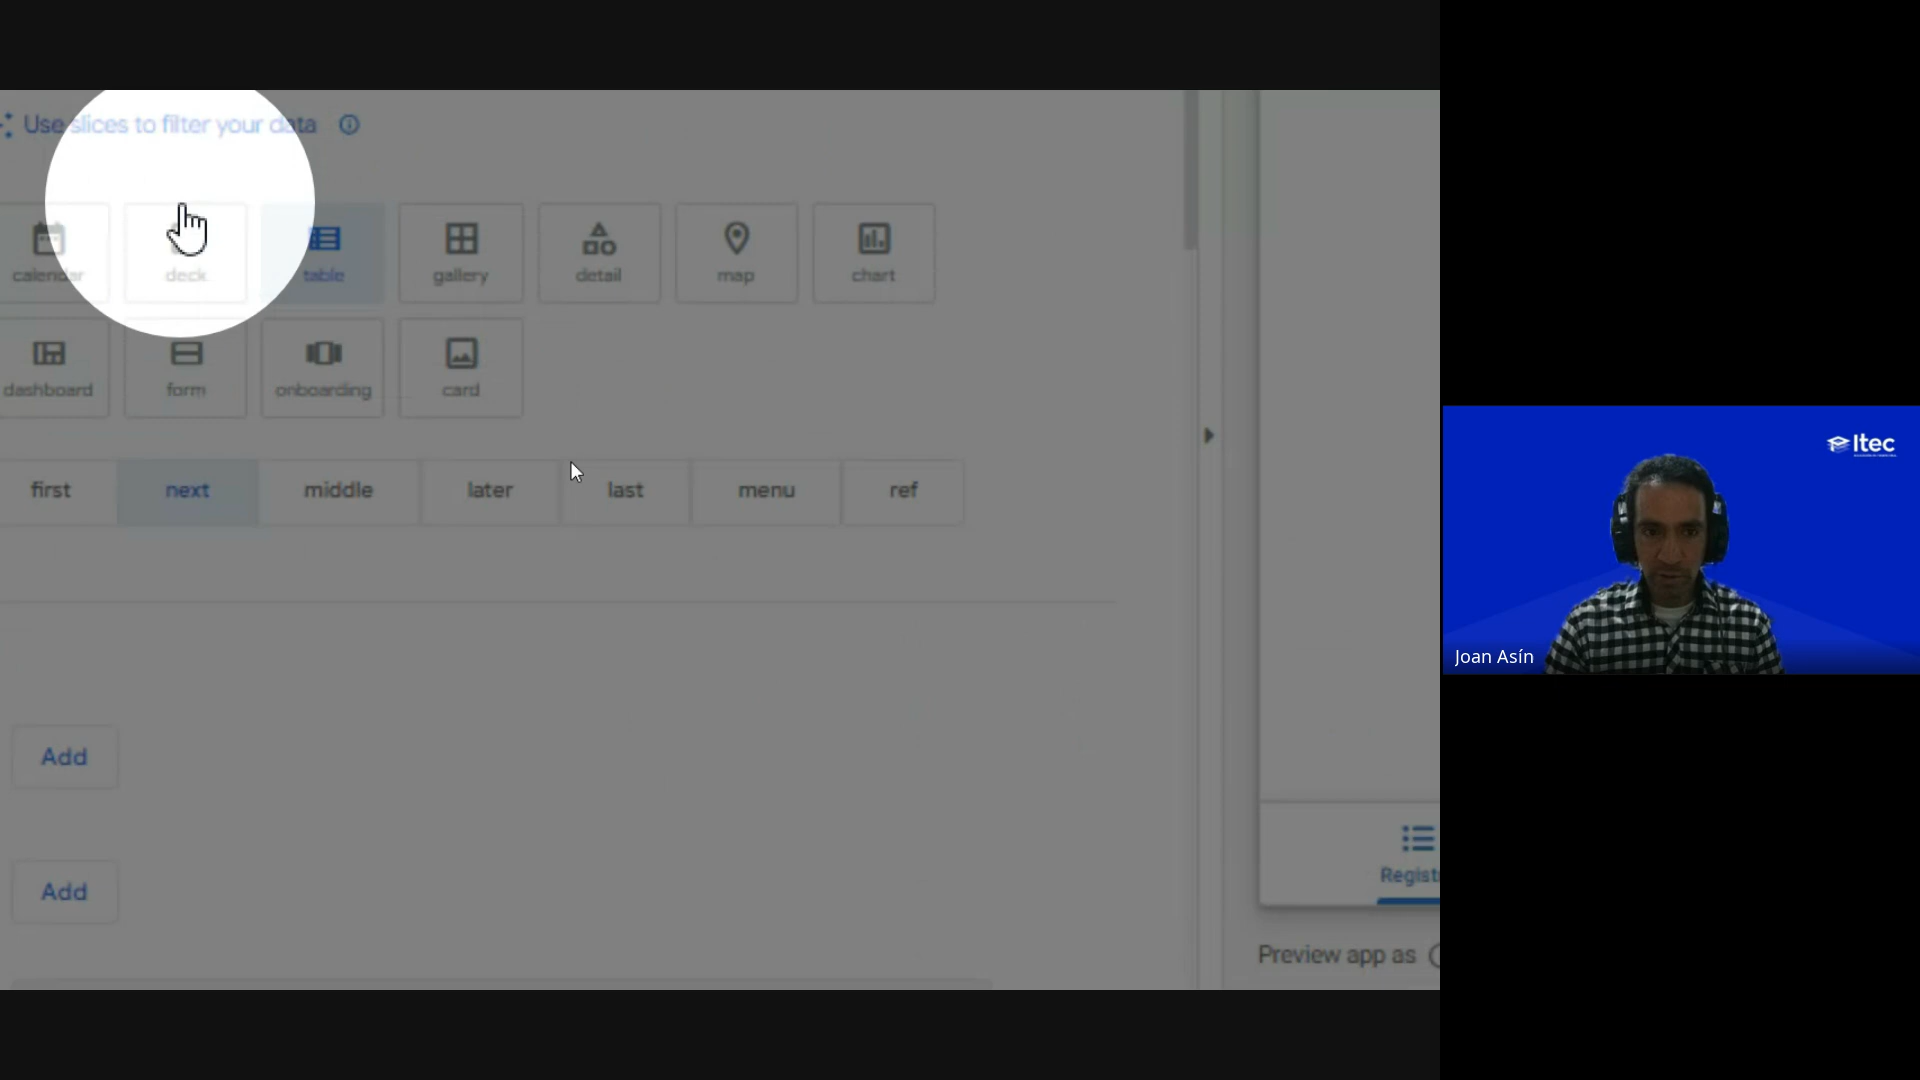 Use slices to filter your data
calendar deck table gallery detail map chart
dashboard form onboarding card
first next middle later last menu ref
Add
Add
Regist
Preview app as
Itec
Joan Asín